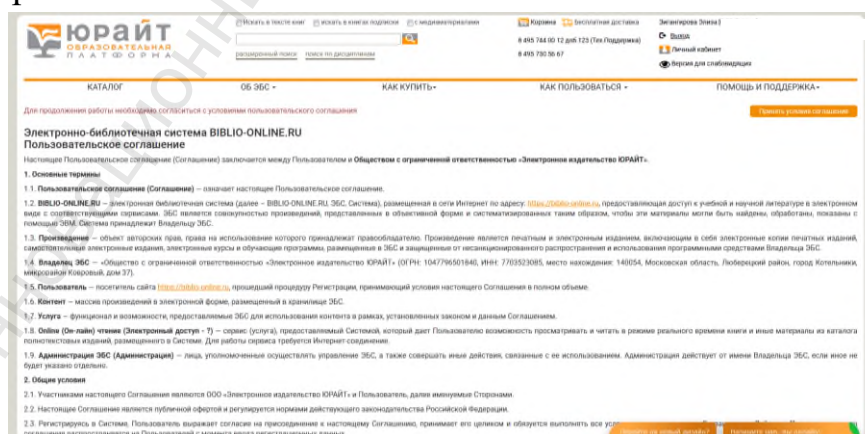 юрайт
ОБРАЗОВАТЕЛЬНАЯ
ПЛАТФОРМА
Искать в тексте книг Искать в книгах подписки С медиаматериалами
расширенный поиск поиск по дисциплинам
Корзина Бесплатная доставка
8 495 744 00 12 доб 123 (Тех.Поддержка)
8 495 730 56 67
Выход
Личный кабинет
Версия для слабовидящих
КАТАЛОГ ОБ ЭБС КАК КУПИТЬ КАК ПОЛЬЗОВАТЬСЯ ПОМОЩЬ И ПОДДЕРЖКА
Для продолжения работы необходимо согласиться с условиями пользовательского соглашения
Принять условия соглашения
Электронно-библиотечная система BIBLIO-ONLINE.RU
Пользовательское соглашение
Настоящее Пользовательское соглашение (Соглашение) заключается между Пользователем и Обществом с ограниченной ответственностью «Электронное издательство ЮРАЙТ».
1. Основные термины
1.1. Пользовательское соглашение (Соглашение) – означает настоящее Пользовательское соглашение.
1.2. BIBLIO-ONLINE.RU – электронная библиотечная система (далее – BIBLIO-ONLINE.RU, ЭБС, Система), размещенная в сети Интернет по адресу: https://biblio-online.ru, предоставляющая доступ к учебной и научной литературе в электронном
виде с соответствующими сервисами. ЭБС является совокупностью произведений, представленных в объективной форме и систематизированных таким образом, чтобы эти материалы могли быть найдены, обработаны, показаны с
помощью ЭВМ. Система принадлежит Владельцу ЭБС.
1.3. Произведение – объект авторских прав, права на использование которого принадлежат правообладателю. Произведение является печатным и электронным изданием, включающим в себя электронные копии печатных изданий,
самостоятельные электронные издания, электронные курсы и обучающие программы, размещенные в ЭБС и защищенные от несанкционированного распространения и использования программными средствами Владельца ЭБС.
1.4. Владелец ЭБС – «Общество с ограниченной ответственностью «Электронное издательство ЮРАЙТ» (ОГРН: 1047796501840, ИНН: 7703523085, место нахождения: 140054, Московская область, Люберецкий район, город Котельники,
микрорайон Ковровый, дом 37).
1.5. Пользователь – посетитель сайта https://biblio-online.ru, прошедший процедуру Регистрации, принимающий условия настоящего Соглашения в полном объеме.
1.6. Контент – массив произведений в электронной форме, размещенный в хранилище ЭБС.
1.7. Услуга – функционал и возможности, предоставляемые ЭБС для использования контента в рамках, установленных законом и данным Соглашением.
1.8. Online (Он-лайн) чтение (Электронный доступ - ?) – сервис (услуга), предоставляемый Системой, который дает Пользователю возможность просматривать и читать в режиме реального времени книги и иные материалы из каталога
полнотекстовых изданий, размещенного в Системе. Для работы сервиса требуется Интернет-соединение.
1.9. Администрация ЭБС (Администрация) – лица, уполномоченные осуществлять управление ЭБС, а также совершать иные действия, связанные с ее использованием. Администрация действует от имени Владельца ЭБС, если иное не
будет указано отдельно.
2. Общие условия
2.1. Участниками настоящего Соглашения являются ООО «Электронное издательство ЮРАЙТ» и Пользователь, далее именуемые Сторонами.
2.2. Настоящее Соглашение является публичной офертой и регулируется нормами действующего законодательства Российской Федерации.
2.3. Регистрируясь в Системе, Пользователь выражает согласие на присоединение к настоящему Соглашению, принимает его целиком и обязуется выполнять все